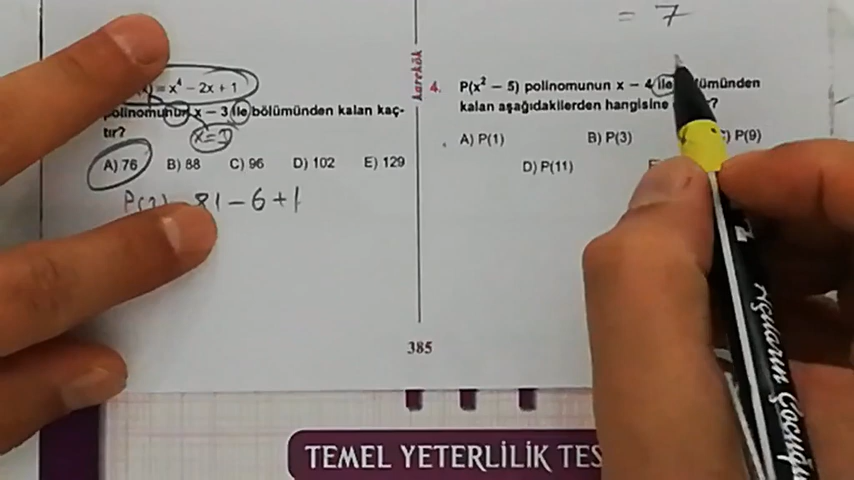 = 7
= x⁴ − 2x + 1
polinomunun x − 3 ile bölümünden kalan kaç-
tır?
x=3
A) 76 B) 88 C) 96 D) 102 E) 129
81 − 6 + 1
karekök
4. P(x² − 5) polinomunun x − 4 ile
kalan aşağıdakilerden hangisine
A) P(1) B) P(3) P(9)
D) P(11)
385
TEMEL YETERLİLİK TES
Açıların Çocuğu